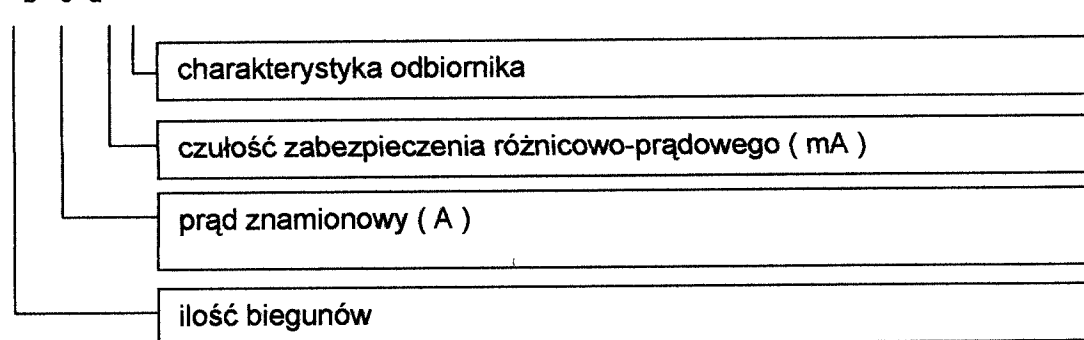 charakterystyka odbiornika
czułość zabezpieczenia różnicowo-prądowego ( mA )
prąd znamionowy ( A )
ilość biegunów